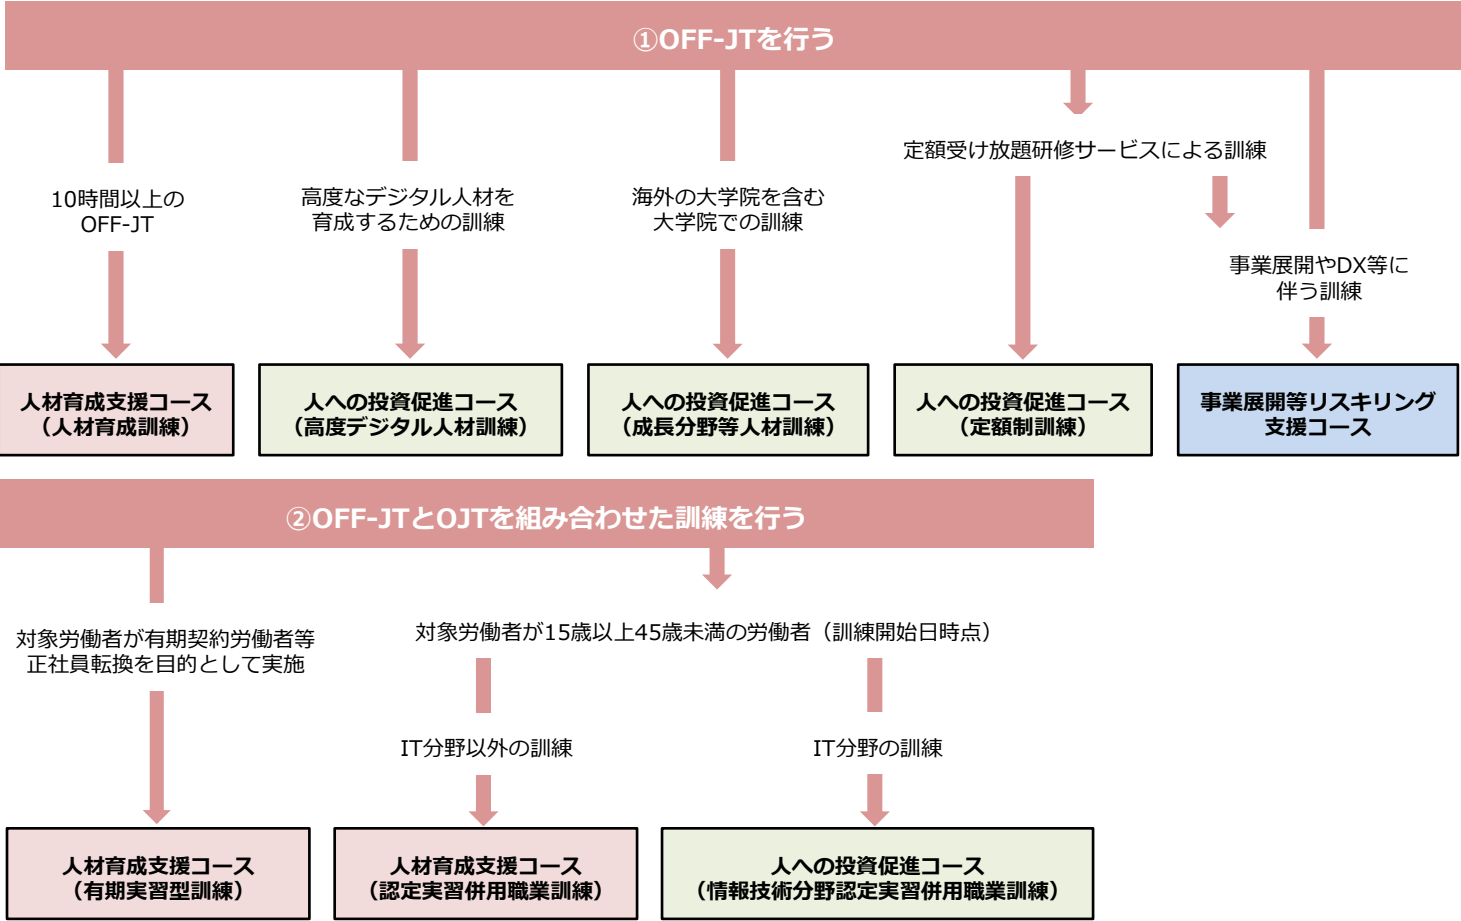 ①OFF-JTを行う
定額受け放題研修サービスによる訓練
10時間以上の
OFF-JT
高度なデジタル人材を
育成するための訓練
海外の大学院を含む
大学院での訓練
事業展開やDX等に
伴う訓練
人材育成支援コース
（人材育成訓練）
人への投資促進コース
（高度デジタル人材訓練）
人への投資促進コース
（成長分野等人材訓練）
人への投資促進コース
（定額制訓練）
事業展開等リスキリング
支援コース
②OFF-JTとOJTを組み合わせた訓練を行う
対象労働者が有期契約労働者等
正社員転換を目的として実施
対象労働者が15歳以上45歳未満の労働者（訓練開始日時点）
IT分野以外の訓練
IT分野の訓練
人材育成支援コース
（有期実習型訓練）
人材育成支援コース
（認定実習併用職業訓練）
人への投資促進コース
（情報技術分野認定実習併用職業訓練）